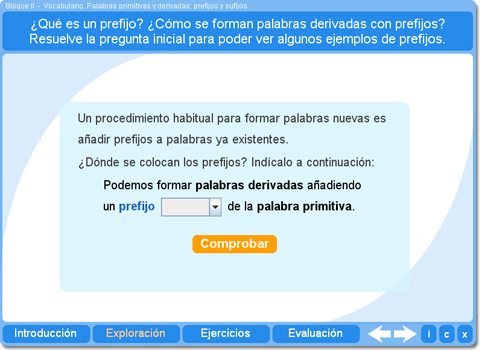 Bloque II - Vocabulario. Palabras primitivas y derivadas: prefijos y sufijos.
¿Qué es un prefijo? ¿Cómo se forman palabras derivadas con prefijos?
Resuelve la pregunta inicial para poder ver algunos ejemplos de prefijos.
Un procedimiento habitual para formar palabras nuevas es
añadir prefijos a palabras ya existentes.
¿Dónde se colocan los prefijos? Indícalo a continuación:
Podemos formar palabras derivadas añadiendo
un prefijo de la palabra primitiva.
Comprobar
Introducción Exploración Ejercicios Evaluación i c x